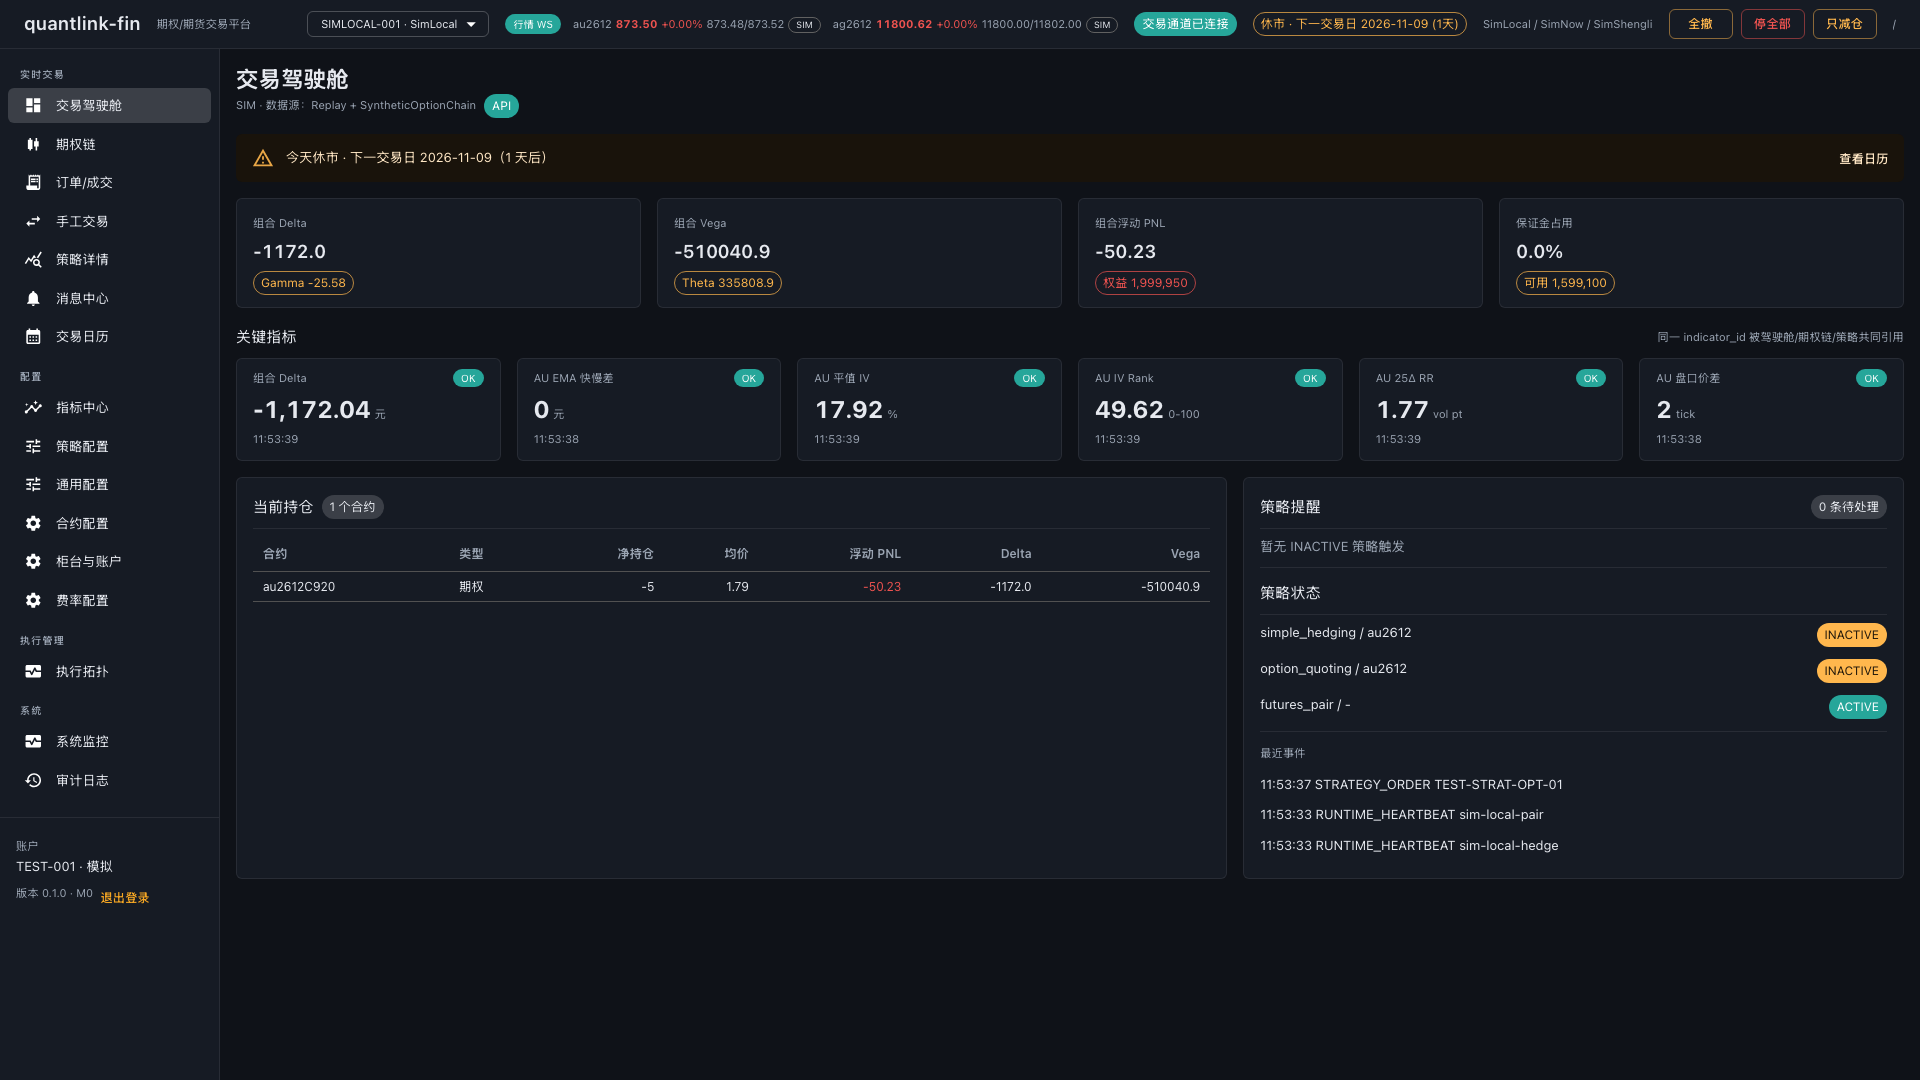 quantlink-fin 期权/期货交易平台 SIMLOCAL-001 · SimLocal 行情 WS au2612 873.50 +0.00% 873.48/873.52 SIM ag2612 11800.62 +0.00% 11800.00/11802.00 SIM 交易通道已连接 休市 · 下一交易日 2026-11-09 (1天) SimLocal / SimNow / SimShengli 全撤 停全部 只减仓 /
实时交易
交易驾驶舱
期权链
订单/成交
手工交易
策略详情
消息中心
交易日历
配置
指标中心
策略配置
通用配置
合约配置
柜台与账户
费率配置
执行管理
执行拓扑
系统
系统监控
审计日志
账户
TEST-001 · 模拟
版本 0.1.0 · M0 退出登录
交易驾驶舱
SIM · 数据源: Replay + SyntheticOptionChain API
今天休市 · 下一交易日 2026-11-09（1 天后） 查看日历
组合 Delta
-1172.0
Gamma -25.58
组合 Vega
-510040.9
Theta 335808.9
组合浮动 PNL
-50.23
权益 1,999,950
保证金占用
0.0%
可用 1,599,100
关键指标 同一 indicator_id 被驾驶舱/期权链/策略共同引用
组合 Delta OK
-1,172.04 元
11:53:39
AU EMA 快慢差 OK
0 元
11:53:38
AU 平值 IV OK
17.92 %
11:53:39
AU IV Rank OK
49.62 0-100
11:53:39
AU 25Δ RR OK
1.77 vol pt
11:53:39
AU 盘口价差 OK
2 tick
11:53:38
当前持仓 1 个合约
合约 类型 净持仓 均价 浮动 PNL Delta Vega
au2612C920 期权 -5 1.79 -50.23 -1172.0 -510040.9
策略提醒 0 条待处理
暂无 INACTIVE 策略触发
策略状态
simple_hedging / au2612 INACTIVE
option_quoting / au2612 INACTIVE
futures_pair / - ACTIVE
最近事件
11:53:37 STRATEGY_ORDER TEST-STRAT-OPT-01
11:53:33 RUNTIME_HEARTBEAT sim-local-pair
11:53:33 RUNTIME_HEARTBEAT sim-local-hedge